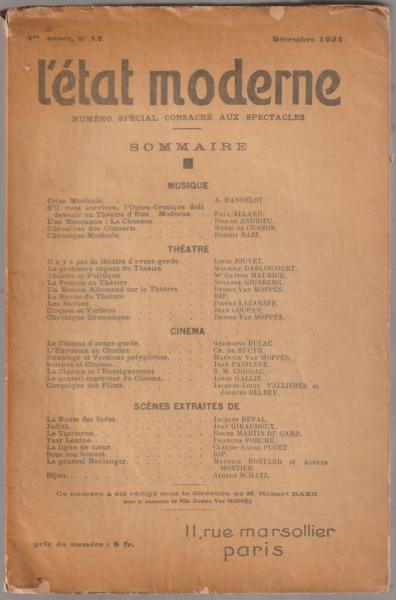 4me année, n° 12 Décembre 1931
l'état moderne
NUMÉRO SPÉCIAL CONSACRÉ AUX SPECTACLES
SOMMAIRE
MUSIQUE
Crise Musicale. A. DANDELOT.
S'il veut survivre, l'Opéra-Comique doit
devenir un Théâtre d'Etat Moderne. PAUL ALLARD.
Une Méconnue : La Chanson PIERRE ANDRIEU.
Chronique des Concerts. HENRI DE CURZON.
Chronique Musicale. ROBERT BAZE.
THÉATRE
Il n'y a pas de théâtre d'avant-garde LOUIS JOUVET.
Le problème urgent du Théâtre. MAURICE DABLINCOURT.
Théâtre et Politique. Me GASTON MAURICE.
La Femme au Théâtre. SUZANNE GRINBERG.
Un Roman Allemand sur le Théâtre DENISE VAN MOPPÈS.
La Revue du Théâtre RIP.
Les Revues PIERRE LAZAREFF.
Cirques et Variétés JEAN LOUPAN.
Chronique Dramatique. DENISE VAN MOPPÈS.
CINÉMA
Le Cinéma d'avant-garde. GERMAINE DULAC.
L'Exotisme au Cinéma. CH. DE ST-CYR.
Doublage et Versions polyglottes. MAURICE VAN MOPPÈS.
Science et Cinéma. JEAN PAINLEVÉ.
Le Cinéma et l'Enseignement.
Le conseil supérieur du Cinéma. LOUIS GALLIÉ.
Chronique des Films. JACQUES-LOUIS VALLIÈRES et
JACQUES DELREY.
SCÈNES EXTRAITES DE
La Route des Indes. JACQUES DEVAL.
Judith. JEAN GIRAUDOUX.
Le Taciturne. ROGER MARTIN DU GARD.
Tsar Lénine. FRANÇOIS PORCHÉ.
La ligne de cœur. CLAUDE-ANDRÉ PUGET.
Sous son bonnet. RIP.
Le général Boulanger. MAURICE ROSTAND et ALFRED
MORTIER.
Bijou. ALBERT SCHATZ.
Ce numéro a été rédigé sous la direction de M. Robert BAZE
avec le concours de Mlle Denise Van MOPPÈS
11, rue marsollier
paris
prix du numéro : 8 fr.